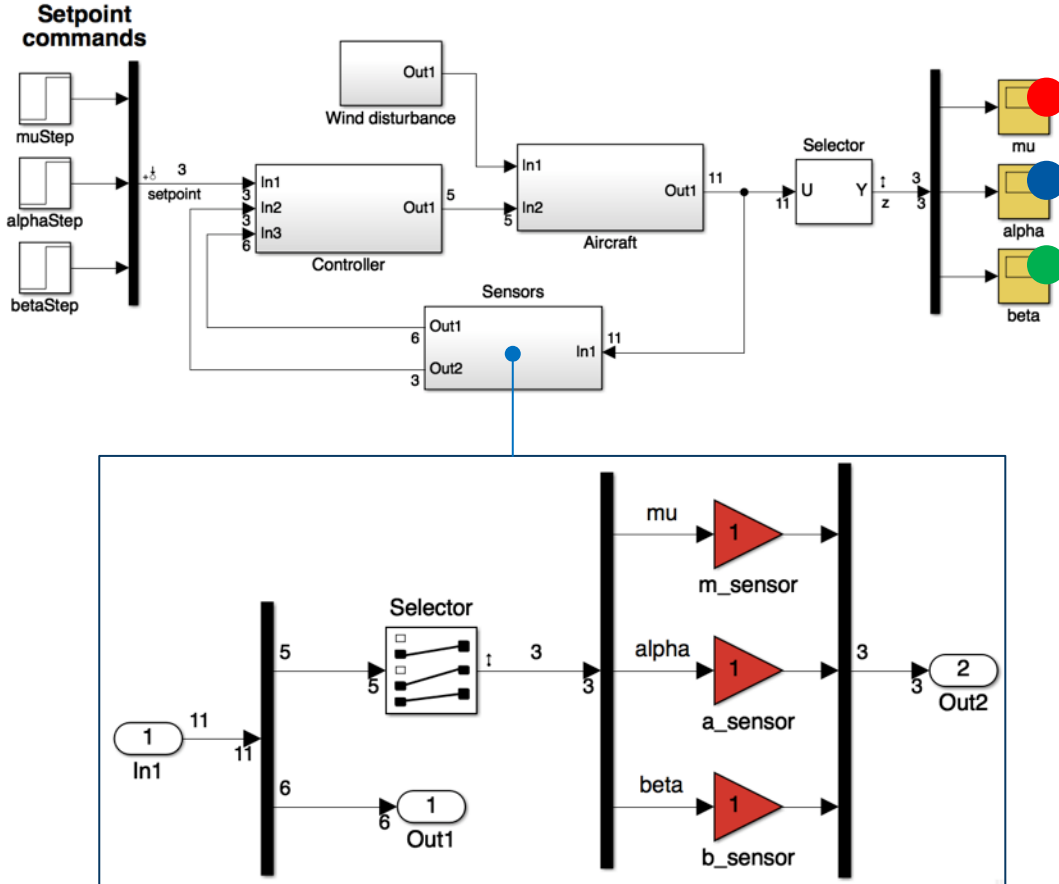 Setpoint
commands
muStep
alphaStep
betaStep
3
setpoint
3
3
6
In1
In2
In3
Out1
Controller
5
Out1
Wind disturbance
5
In1
In2
Out1
Aircraft
11
Selector
11
U
Y
z
3
3
mu
alpha
beta
Sensors
6
Out1
3
Out2
In1
11
1
In1
11
11
5
5
Selector
3
3
6
6
1
Out1
mu
1
m_sensor
alpha
1
a_sensor
beta
1
b_sensor
3
3
2
Out2